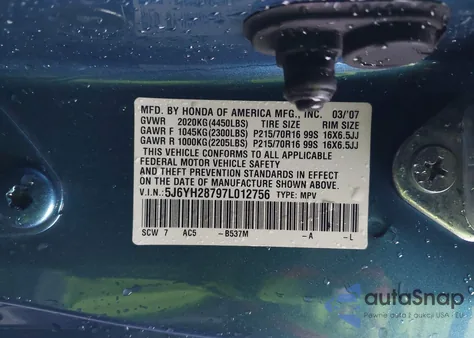 MFD. BY HONDA OF AMERICA MFG., INC. 03/'07
GVWR 2020KG(4450LBS) TIRE SIZE RIM SIZE
GAWR F 1045KG(2300LBS) P215/70R16 99S 16X6.5JJ
GAWR R 1000KG(2205LBS) P215/70R16 99S 16X6.5JJ
THIS VEHICLE CONFORMS TO ALL APPLICABLE
FEDERAL MOTOR VEHICLE SAFETY
AND THEFT PREVENTION STANDARDS IN EFFECT
ON THE DATE OF MANUFACTURE SHOWN ABOVE.
V.I.N.: 5J6YH28797L012756 TYPE: MPV
SCW 7 AC5 -B537M -A -L
autoSnap